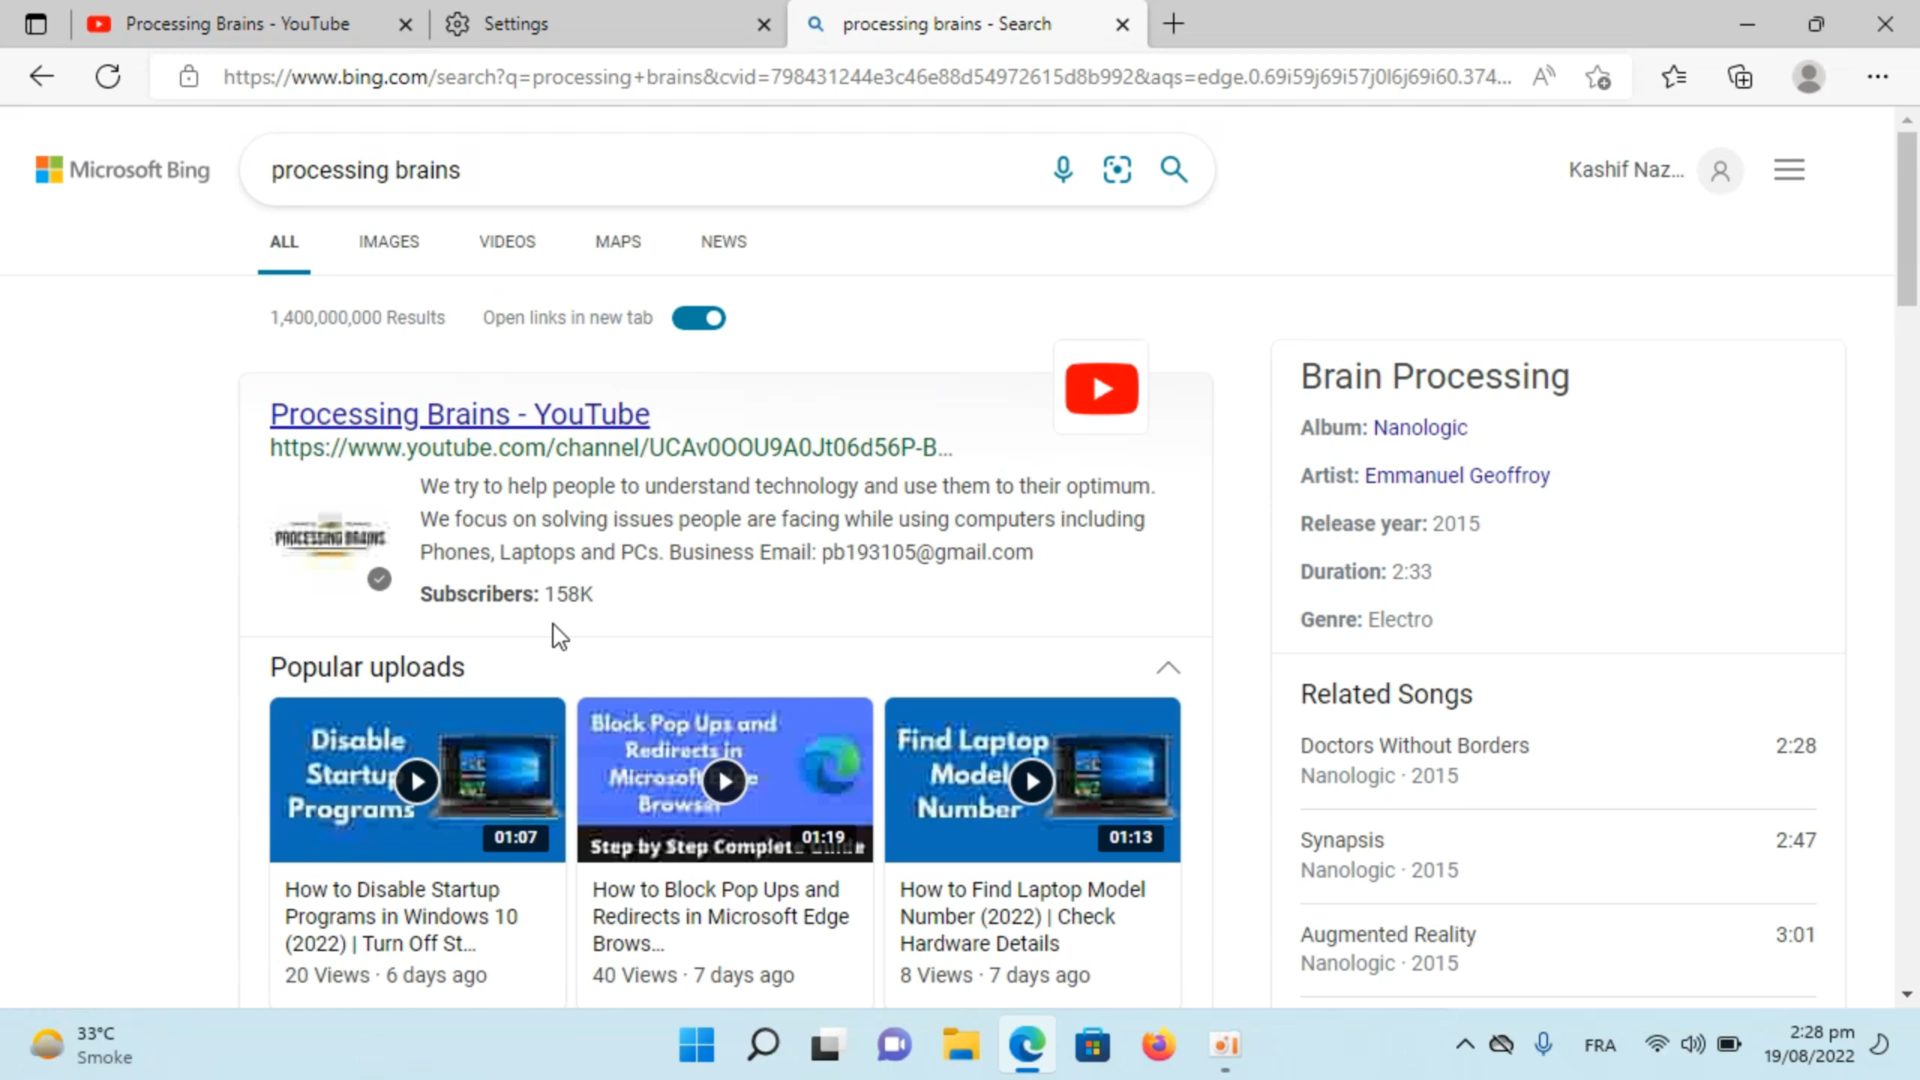 Processing Brains - YouTube
Settings
processing brains - Search
https://www.bing.com/search?q=processing+brains&cvid=798431244e3c46e88d54972615d8b992&aqs=edge.0.69i59j69i57j0l6j69i60.374...
Microsoft Bing
processing brains
Kashif Naz...
ALL IMAGES VIDEOS MAPS NEWS
1,400,000,000 Results Open links in new tab
Processing Brains - YouTube
https://www.youtube.com/channel/UCAv0OOU9A0Jt06d56P-B...
PROCESSING BRAINS
We try to help people to understand technology and use them to their optimum.
We focus on solving issues people are facing while using computers including
Phones, Laptops and PCs. Business Email: pb193105@gmail.com
Subscribers: 158K
Popular uploads
Disable
Startup
Programs
01:07
Block Pop Ups and
Redirects in
Microsoft Edge
Browser
01:19
Step by Step Complete Guide
Find Laptop
Model
Number
01:13
How to Disable Startup
Programs in Windows 10
(2022) | Turn Off St...
20 Views · 6 days ago
How to Block Pop Ups and
Redirects in Microsoft Edge
Brows...
40 Views · 7 days ago
How to Find Laptop Model
Number (2022) | Check
Hardware Details
8 Views · 7 days ago
Brain Processing
Album: Nanologic
Artist: Emmanuel Geoffroy
Release year: 2015
Duration: 2:33
Genre: Electro
Related Songs
Doctors Without Borders 2:28
Nanologic · 2015
Synapsis 2:47
Nanologic · 2015
Augmented Reality 3:01
Nanologic · 2015
33°C
Smoke
FRA
2:28 pm
19/08/2022